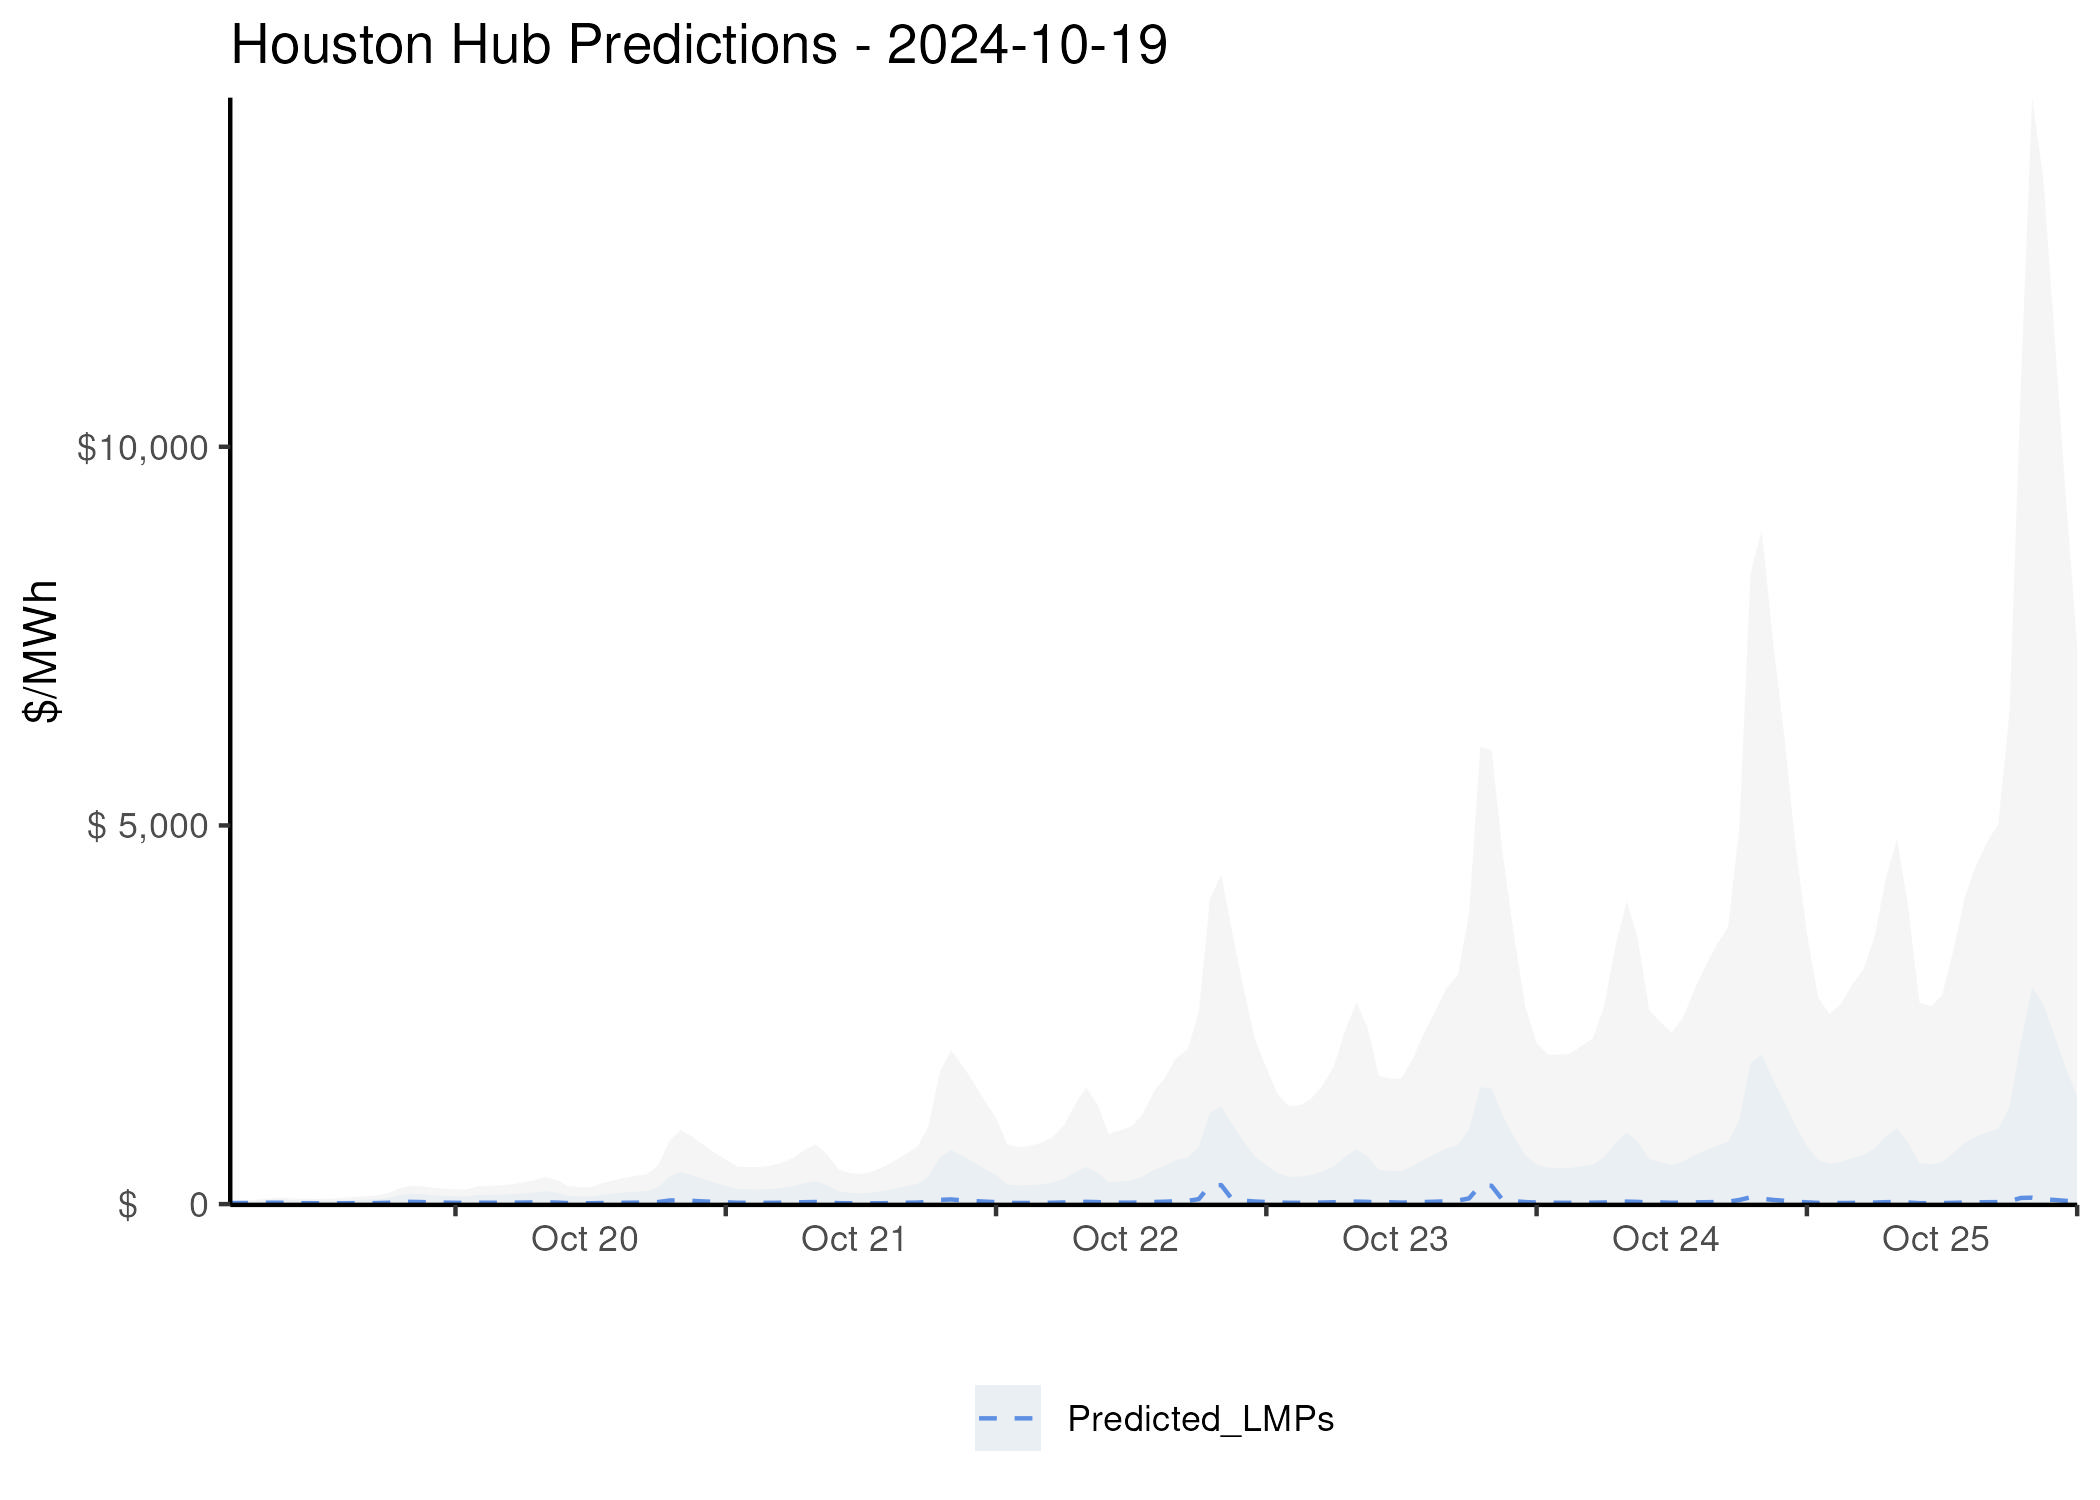 Houston Hub Predictions - 2024-10-19
$/MWh
$10,000
$ 5,000
$ 0
Oct 20 Oct 21 Oct 22 Oct 23 Oct 24 Oct 25
Predicted_LMPs